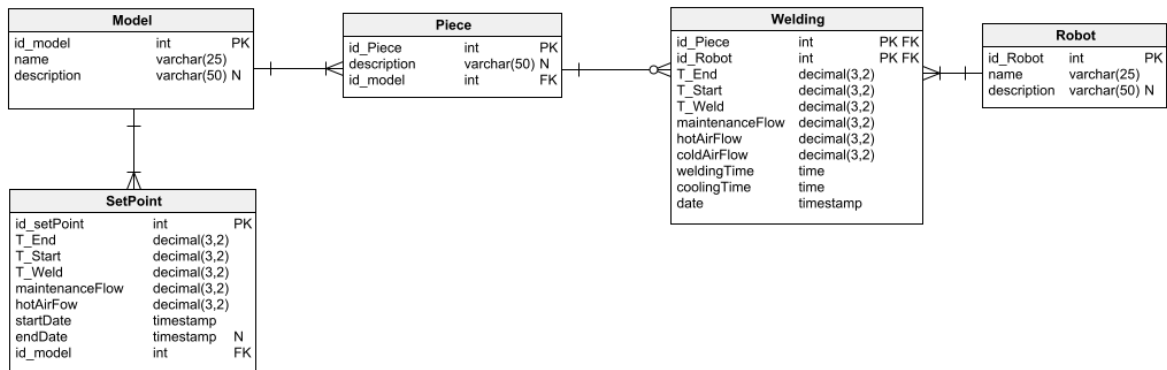 Model
id_model int PK
name varchar(25)
description varchar(50) N
Piece
id_Piece int PK
description varchar(50) N
id_model int FK
Welding
id_Piece int PK FK
id_Robot int PK FK
T_End decimal(3,2)
T_Start decimal(3,2)
T_Weld decimal(3,2)
maintenanceFlow decimal(3,2)
hotAirFlow decimal(3,2)
coldAirFlow decimal(3,2)
weldingTime time
coolingTime time
date timestamp
Robot
id_Robot int PK
name varchar(25)
description varchar(50) N
SetPoint
id_setPoint int PK
T_End decimal(3,2)
T_Start decimal(3,2)
T_Weld decimal(3,2)
maintenanceFlow decimal(3,2)
hotAirFow decimal(3,2)
startDate timestamp
endDate timestamp N
id_model int FK